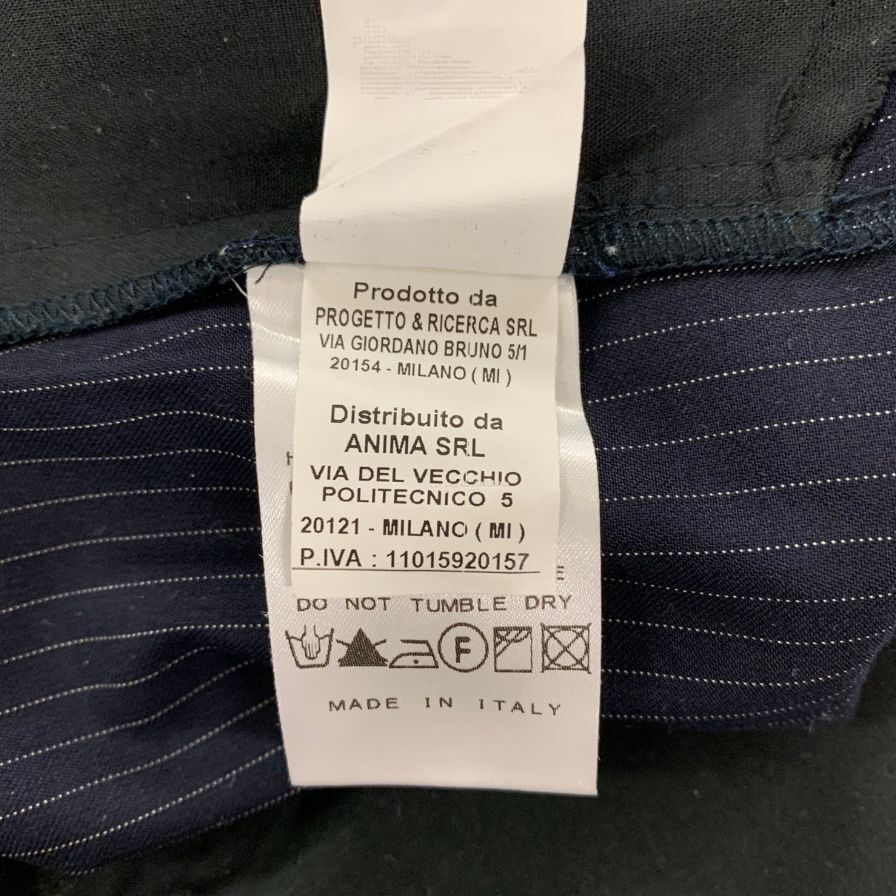 Prodotto da
PROGETTO & RICERCA SRL
VIA GIORDANO BRUNO 5/1
20154 - MILANO ( MI )
Distribuito da
ANIMA SRL
VIA DEL VECCHIO
POLITECNICO 5
20121 - MILANO ( MI )
P.IVA : 11015920157
DO NOT TUMBLE DRY
F
MADE IN ITALY